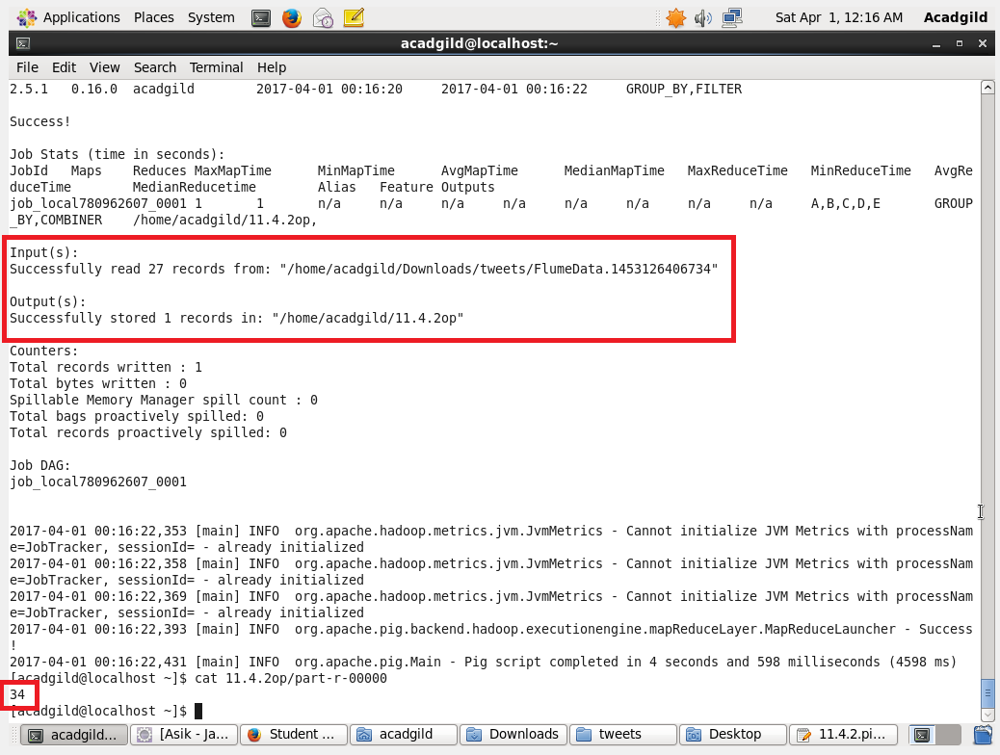 Applications Places System Sat Apr 1, 12:16 AM Acadgild
acadgild@localhost:~
File Edit View Search Terminal Help
2.5.1 0.16.0 acadgild 2017-04-01 00:16:20 2017-04-01 00:16:22 GROUP_BY,FILTER
Success!
Job Stats (time in seconds):
JobId Maps Reduces MaxMapTime MinMapTime AvgMapTime MedianMapTime MaxReduceTime MinReduceTime AvgRe
duceTime MedianReducetime Alias Feature Outputs
job_local780962607_0001 1 1 n/a n/a n/a n/a n/a n/a n/a n/a A,B,C,D,E GROUP
_BY,COMBINER /home/acadgild/11.4.2op,
Input(s):
Successfully read 27 records from: "/home/acadgild/Downloads/tweets/FlumeData.1453126406734"
Output(s):
Successfully stored 1 records in: "/home/acadgild/11.4.2op"
Counters:
Total records written : 1
Total bytes written : 0
Spillable Memory Manager spill count : 0
Total bags proactively spilled: 0
Total records proactively spilled: 0
Job DAG:
job_local780962607_0001
2017-04-01 00:16:22,353 [main] INFO org.apache.hadoop.metrics.jvm.JvmMetrics - Cannot initialize JVM Metrics with processNam
e=JobTracker, sessionId= - already initialized
2017-04-01 00:16:22,358 [main] INFO org.apache.hadoop.metrics.jvm.JvmMetrics - Cannot initialize JVM Metrics with processNam
e=JobTracker, sessionId= - already initialized
2017-04-01 00:16:22,369 [main] INFO org.apache.hadoop.metrics.jvm.JvmMetrics - Cannot initialize JVM Metrics with processNam
e=JobTracker, sessionId= - already initialized
2017-04-01 00:16:22,393 [main] INFO org.apache.pig.backend.hadoop.executionengine.mapReduceLayer.MapReduceLauncher - Success
!
2017-04-01 00:16:22,431 [main] INFO org.apache.pig.Main - Pig script completed in 4 seconds and 598 milliseconds (4598 ms)
[acadgild@localhost ~]$ cat 11.4.2op/part-r-00000
34
[acadgild@localhost ~]$
acadgild... [Asik - Ja... Student ... acadgild Downloads tweets Desktop 11.4.2.pi...